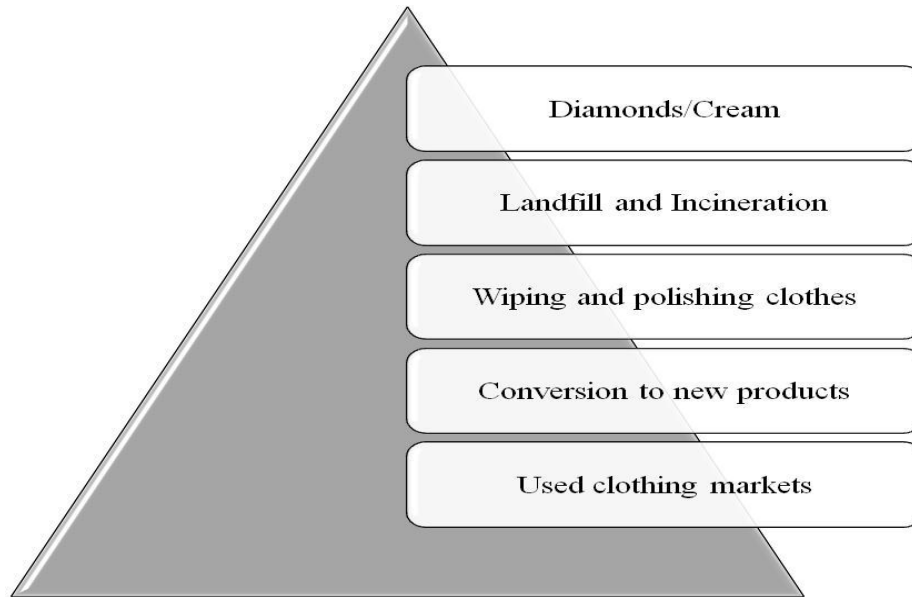 Diamonds/Cream
Landfill and Incineration
Wiping and polishing clothes
Conversion to new products
Used clothing markets